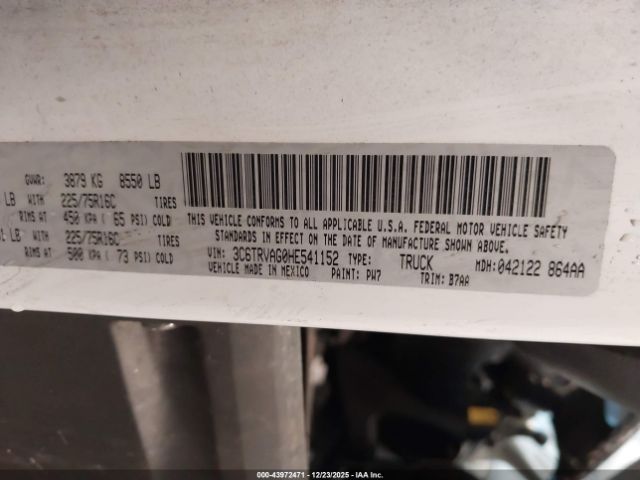 GVWR: 3879 KG 8550 LB
LB WITH 225/75R16C TIRES
RIMS AT 450 KPA ( 65 PSI) COLD
LB WITH 225/75R16C TIRES
RIMS AT 500 KPA ( 73 PSI) COLD
THIS VEHICLE CONFORMS TO ALL APPLICABLE U.S.A. FEDERAL MOTOR VEHICLE SAFETY
STANDARDS IN EFFECT ON THE DATE OF MANUFACTURE SHOWN ABOVE.
VIN: 3C6TRVAG0HE541152 TYPE: TRUCK MDH: 042122 864AA
VEHICLE MADE IN MEXICO PAINT: PW7 TRIM: B7AA
000-43972471 - 12/23/2025 - IAA Inc.